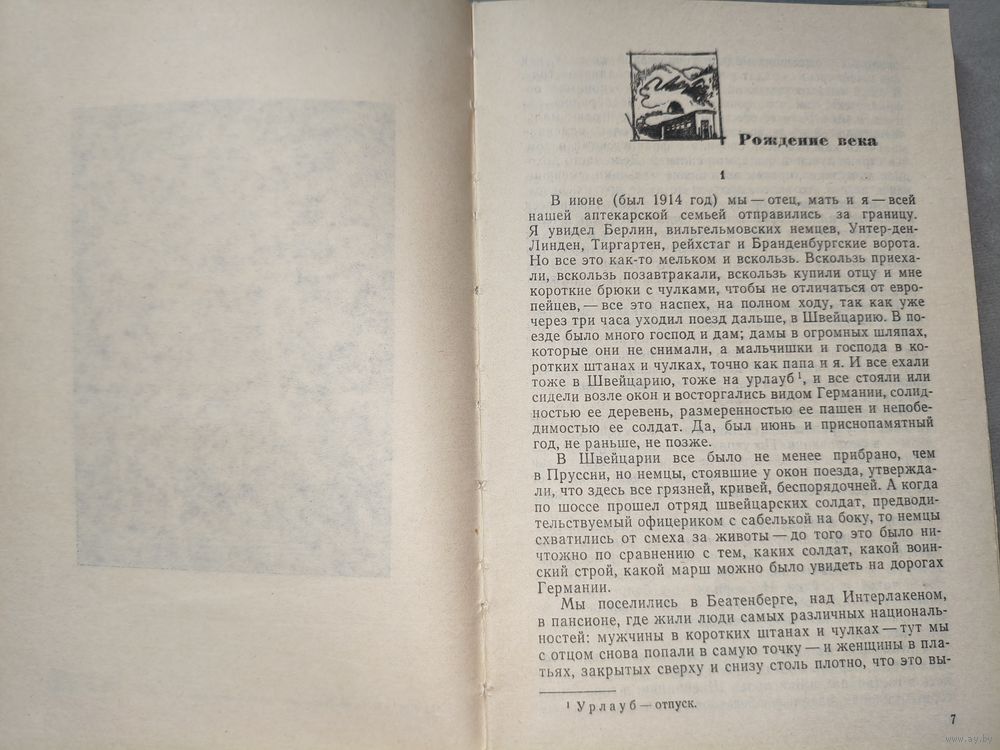 Рождение века
1
В июне (был 1914 год) мы — отец, мать и я — всей
нашей аптекарской семьей отправились за границу.
Я увидел Берлин, вильгельмовских немцев, Унтер-ден-
Линден, Тиргартен, рейхстаг и Бранденбургские ворота.
Но все это как-то мельком и вскользь. Вскользь приеха-
ли, вскользь позавтракали, вскользь купили отцу и мне
короткие брюки с чулками, чтобы не отличаться от евро-
пейцев, — все это наспех, на полном ходу, так как уже
через три часа уходил поезд дальше, в Швейцарию. В по-
езде было много господ и дам; дамы в огромных шляпах,
которые они не снимали, а мальчишки и господа в ко-
ротких штанах и чулках, точно как папа и я. И все ехали
тоже в Швейцарию, тоже на урлауб¹, и все стояли или
сидели возле окон и восторгались видом Германии, солид-
ностью ее деревень, размеренностью ее пашен и непобе-
димостью ее солдат. Да, был июнь и приснопамятный
год, не раньше, не позже.
В Швейцарии все было не менее прибрано, чем
в Пруссии, но немцы, стоявшие у окон поезда, утвержда-
ли, что здесь все грязней, кривей, беспорядочней. А когда
по шоссе прошел отряд швейцарских солдат, предводи-
тельствуемый офицериком с сабелькой на боку, то немцы
схватились от смеха за животы — до того это было ни-
чтожно по сравнению с тем, каких солдат, какой воин-
ский строй, какой марш можно было увидеть на дорогах
Германии.
Мы поселились в Беатенберге, над Интерлакеном,
в пансионе, где жили люди самых различных националь-
ностей: мужчины в коротких штанах и чулках — тут мы
с отцом снова попали в самую точку — и женщины в пла-
тьях, закрытых сверху и снизу столь плотно, что это вы-
¹ Урлауб — отпуск.
7
www.ay.by